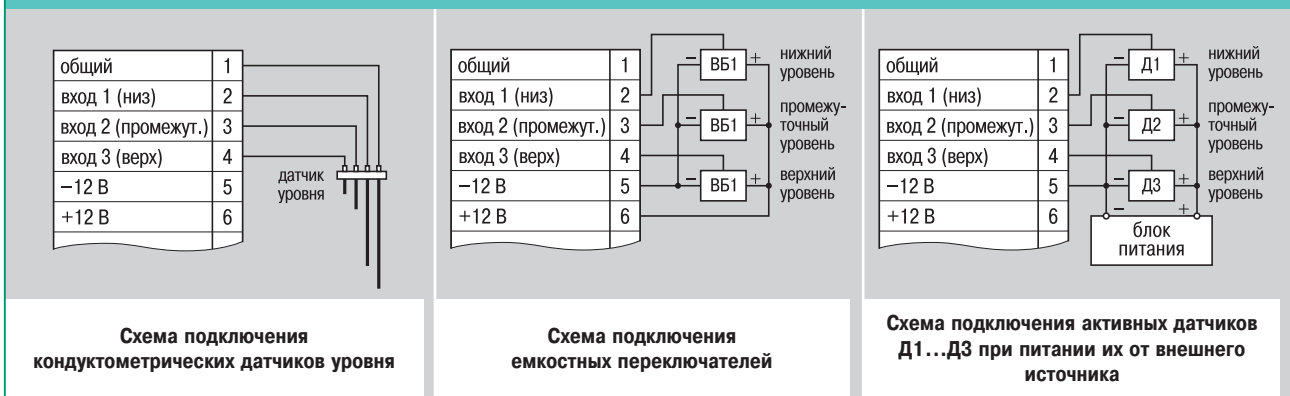 общий 1
вход 1 (низ) 2
вход 2 (промежут.) 3
вход 3 (верх) 4
−12 В 5
+12 В 6
датчик
уровня
Схема подключения
кондуктометрических датчиков уровня
общий 1
вход 1 (низ) 2
вход 2 (промежут.) 3
вход 3 (верх) 4
−12 В 5
+12 В 6
− ВБ1 +
нижний
уровень
− ВБ1 +
промежу-
точный
уровень
− ВБ1 +
верхний
уровень
Схема подключения
емкостных переключателей
общий 1
вход 1 (низ) 2
вход 2 (промежут.) 3
вход 3 (верх) 4
−12 В 5
+12 В 6
− Д1 +
нижний
уровень
− Д2 +
промежу-
точный
уровень
− Д3 +
верхний
уровень
− +
блок
питания
Схема подключения активных датчиков
Д1...Д3 при питании их от внешнего
источника